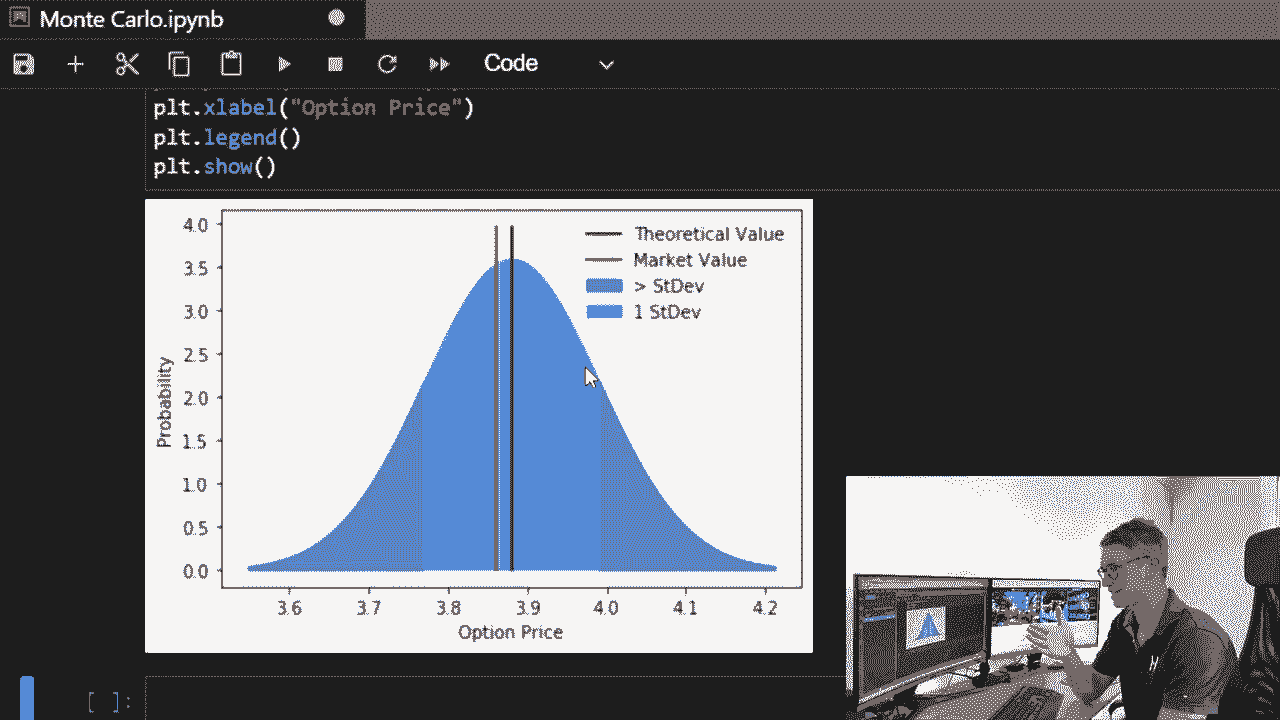 Monte Carlo.ipynb
Code
plt.xlabel("Option Price")
plt.legend()
plt.show()
Theoretical Value
Market Value
> StDev
1 StDev
4.0
3.5
3.0
2.5
2.0
1.5
1.0
0.5
0.0
Probability
3.6 3.7 3.8 3.9 4.0 4.1 4.2
Option Price
[ ]: